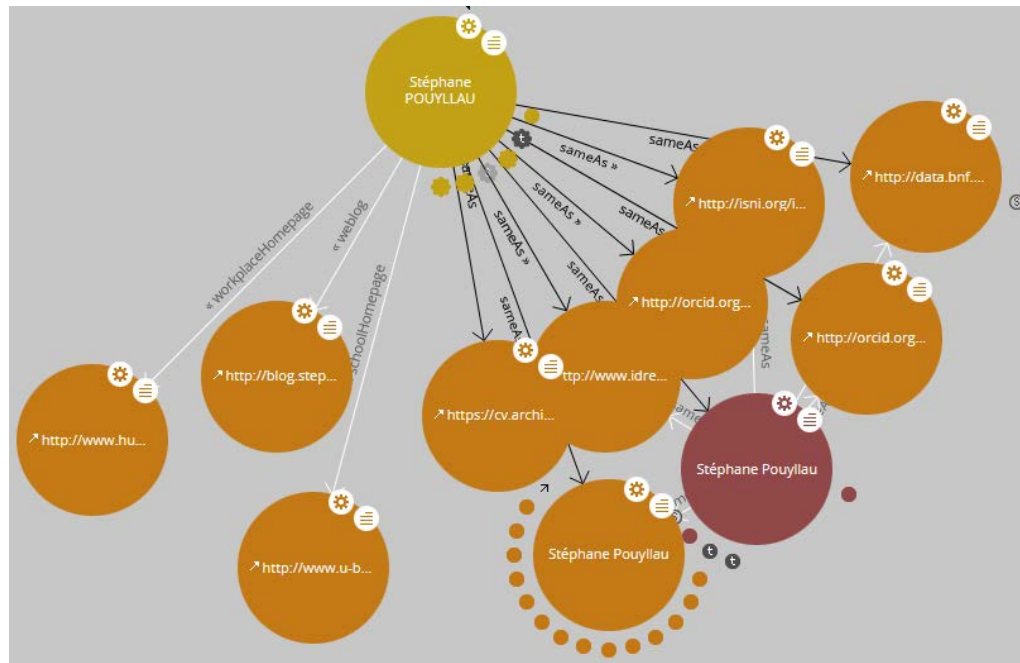 Stéphane
POUYLLAU
sameAs
sameAs »
sameAs »
sameAs
sameAs »
sameAs
sameAs
« workplaceHomepage
« weblog
schoolHomepage
http://isni.org/i...
http://data.bnf....
http://orcid.org...
http://orcid.org...
sameAs
http://blog.step...
http://www.hu...
https://cv.archi...
ttp://www.idre...
Stéphane Pouyllau
Stéphane Pouyllau
http://www.u-b...
t
t
t